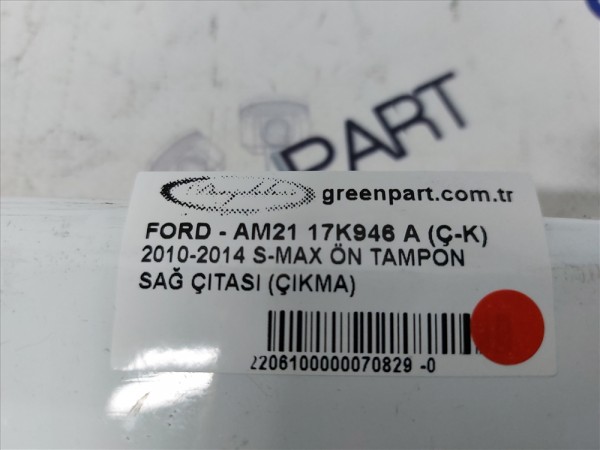 PART
greenpart.com.tr
FORD - AM21 17K946 A (Ç-K)
2010-2014 S-MAX ÖN TAMPON
SAĞ ÇITASI (ÇIKMA)
2206100000070829 -0